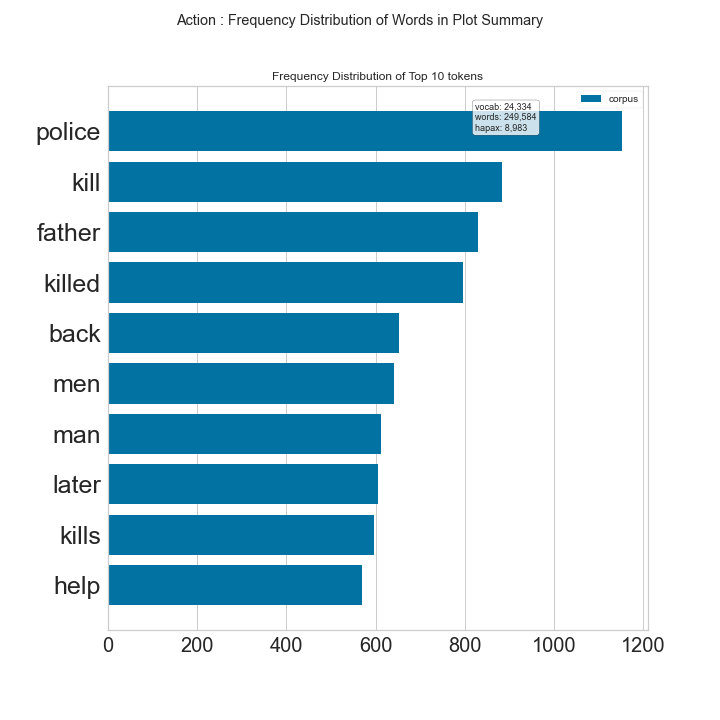 Action : Frequency Distribution of Words in Plot Summary
Frequency Distribution of Top 10 tokens
corpus
vocab: 24,334
words: 249,584
hapax: 8,983
police
kill
father
killed
back
men
man
later
kills
help
0 200 400 600 800 1000 1200